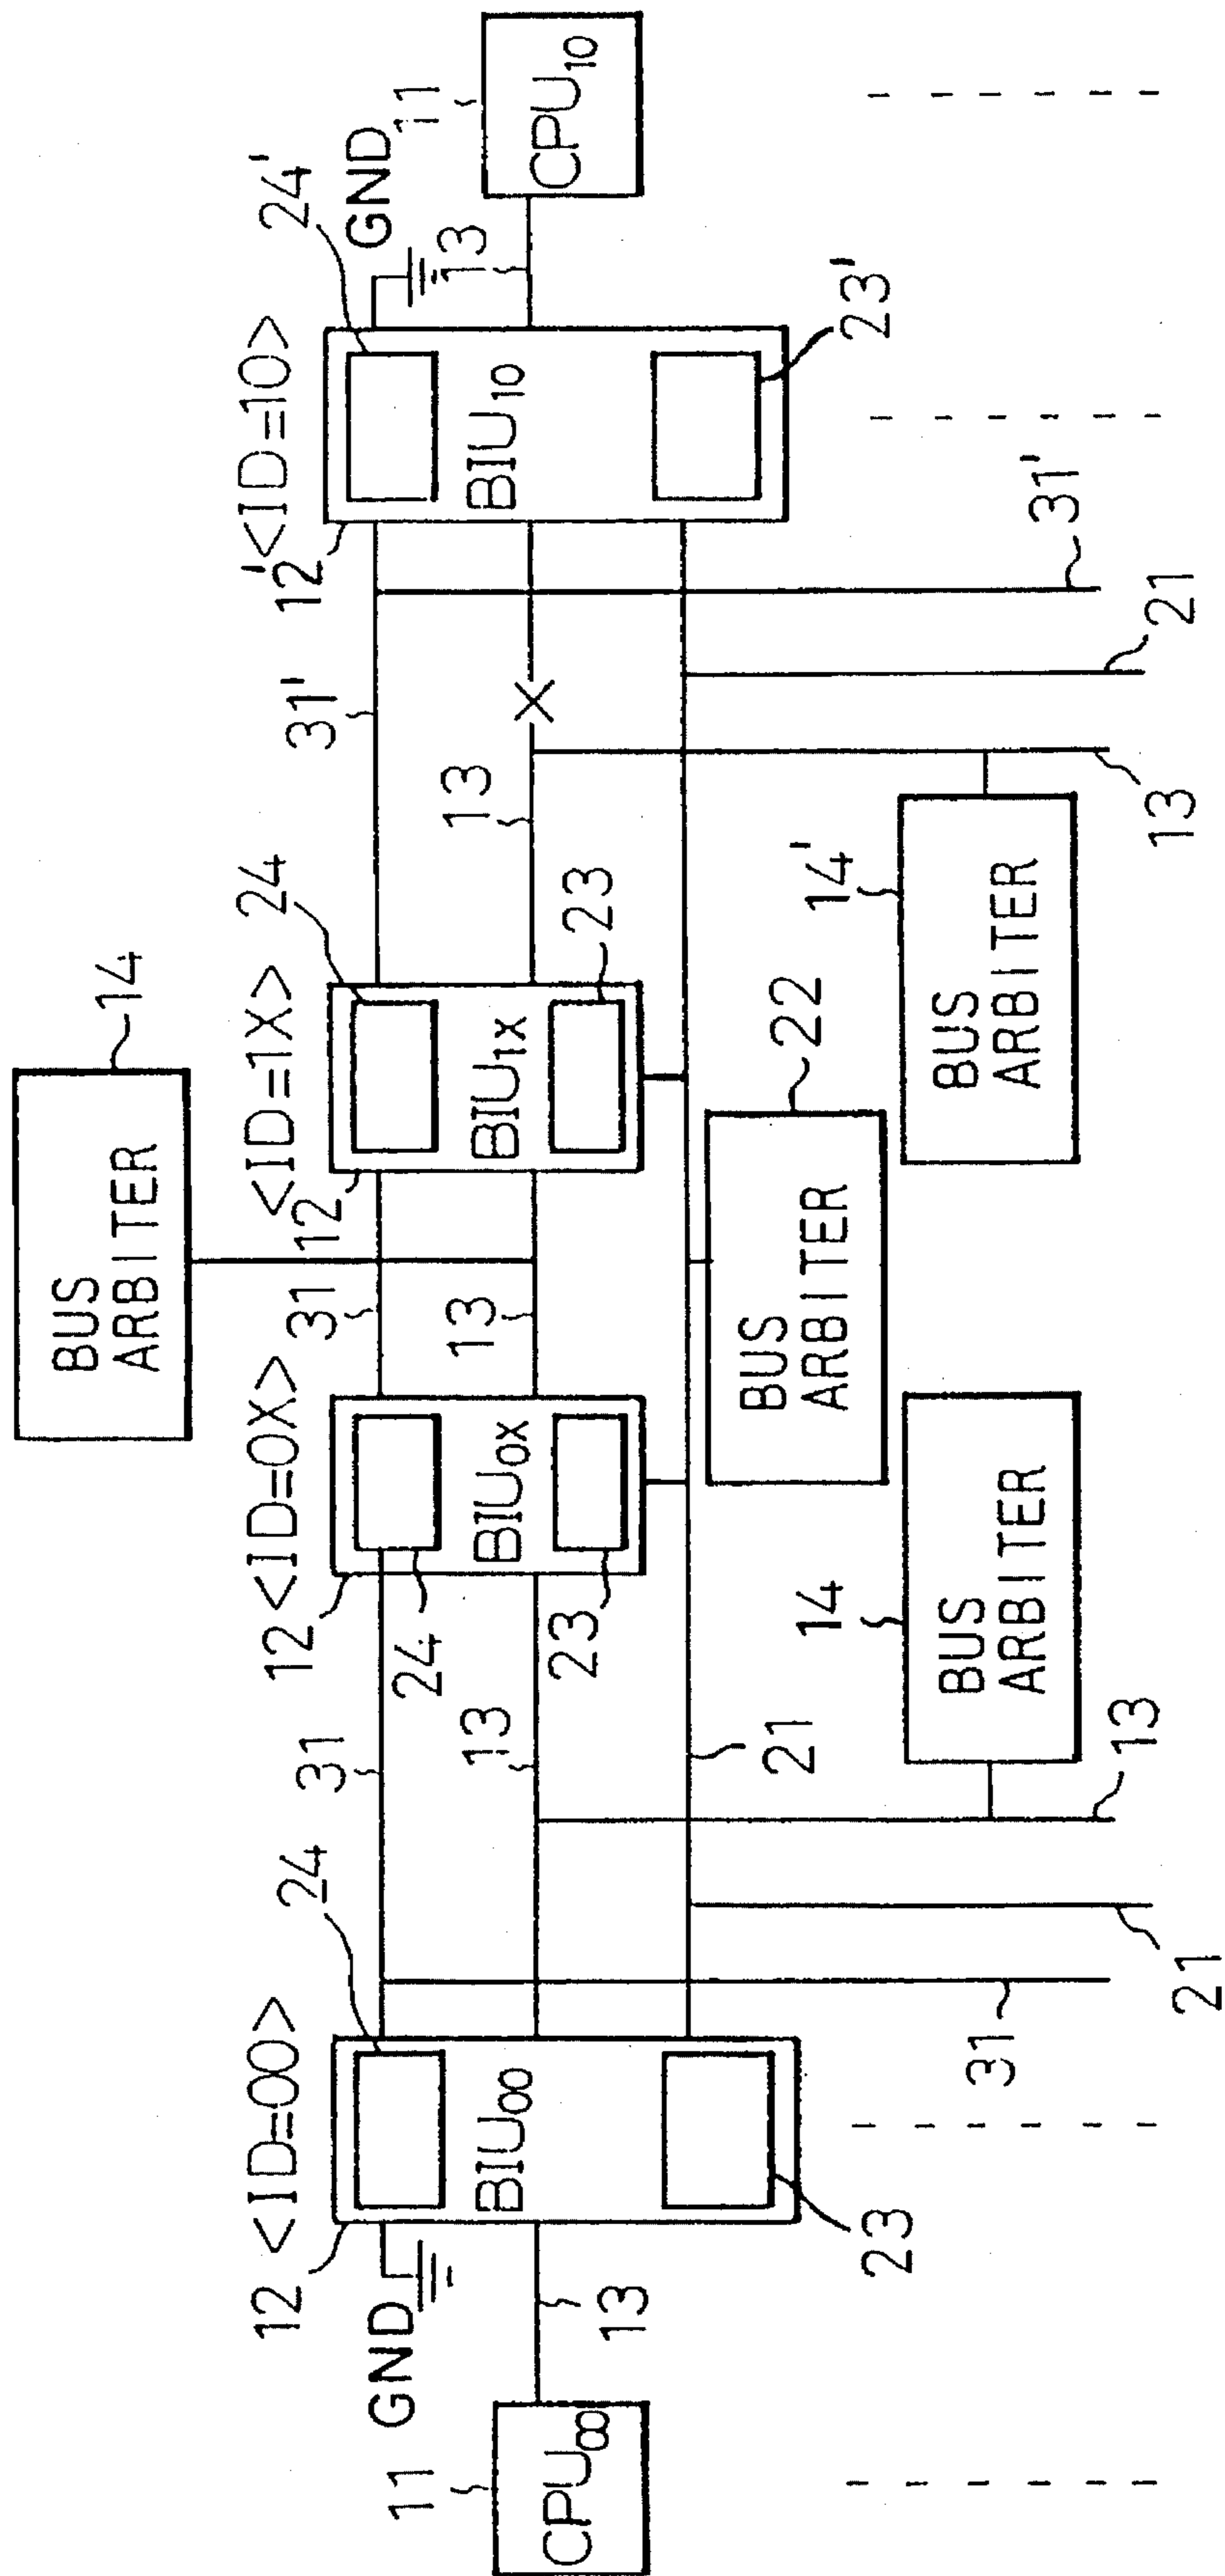 BUS
ARBITER
14
12 <ID=00>
24
12 <ID=0X>
<ID=1X>
24
12'
<ID=10>
24'
GND
31
31
12
31'
GND
11
24
11
BIU00
13
BIU0X
13
BIU1X
13
BIU10
13
CPU00
13
23
23
CPU10
21
BUS
ARBITER
22
23
14
14'
23'
BUS
ARBITER
BUS
ARBITER
31
31'
13
21
21
13